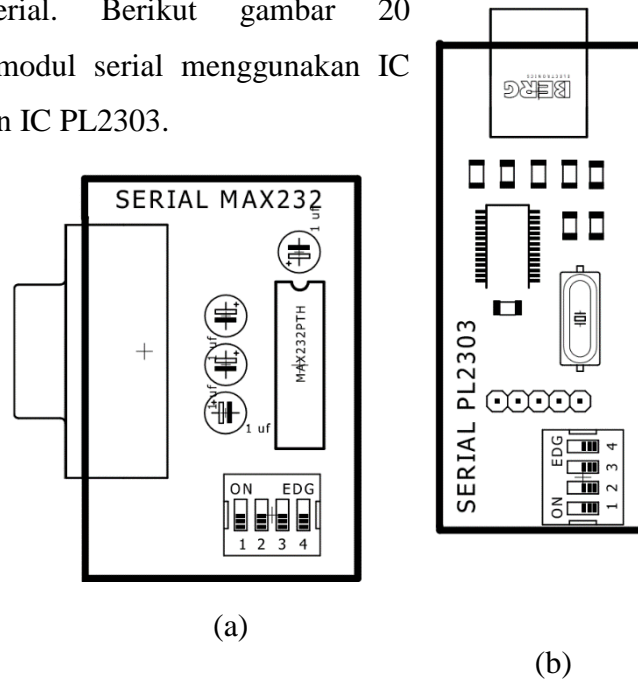 erial. Berikut gambar 20
modul serial menggunakan IC
n IC PL2303.
SERIAL MAX232
1 uf
MAX232PTH
1 uf
1 uf
1 uf
ON EDG
1 2 3 4
(a)
BERG
ELECTRONICS
SERIAL PL2303
ON EDG
1 2 3 4
(b)